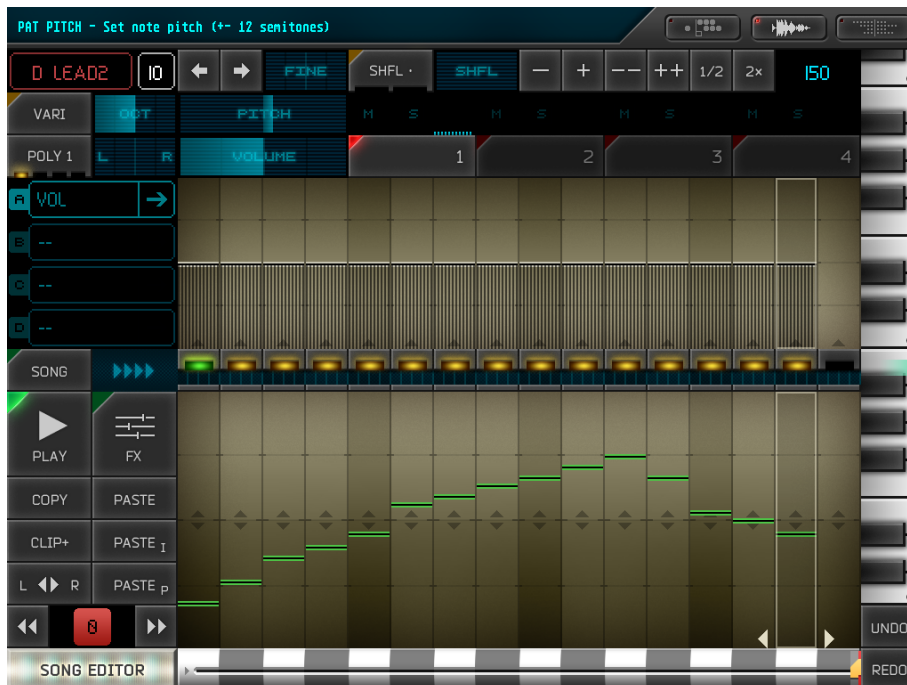 PAT PITCH - Set note pitch (+- 12 semitones)
D LEAD2 10 FINE SHFL · SHFL — + —— ++ 1/2 2× 150
VARI OCT PITCH M S M S M S M S
POLY 1 L R VOLUME 1 2 3 4
A VOL
B --
C --
D --
SONG
PLAY FX
COPY PASTE
CLIP+ PASTE I
L R PASTE P
0 UNDO
SONG EDITOR REDO